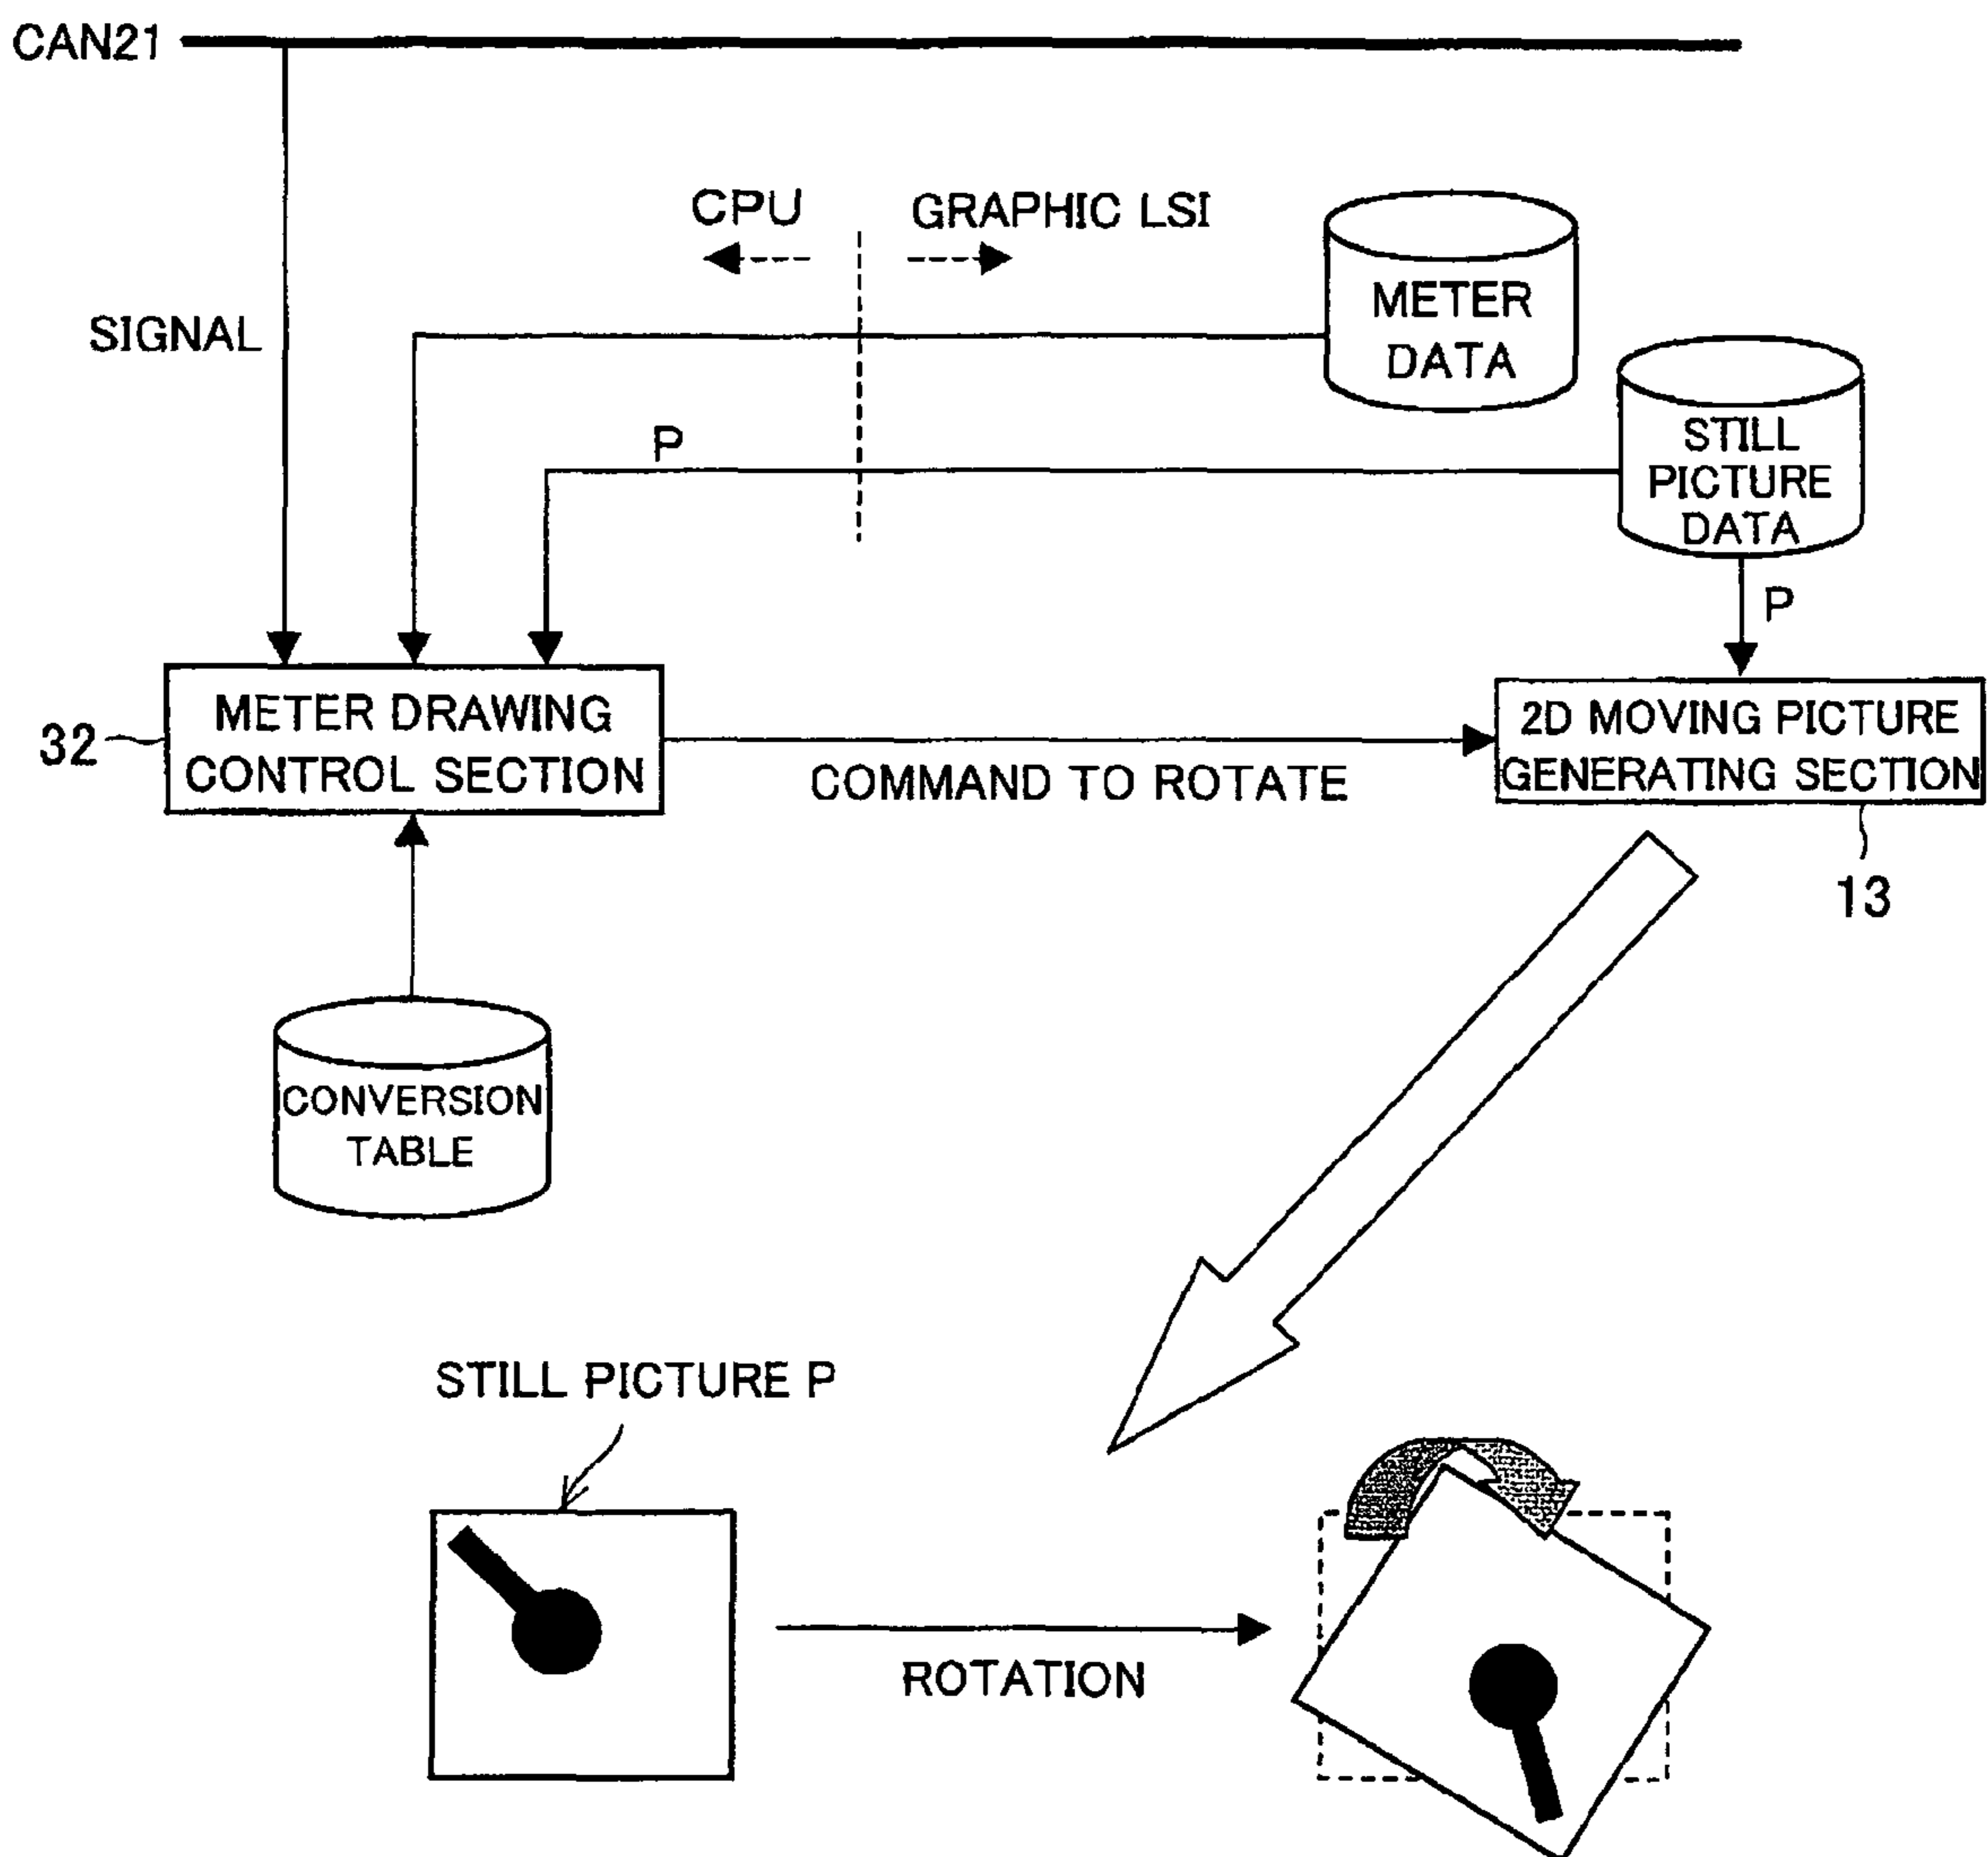 CAN21
CPU
GRAPHIC LSI
METER
DATA
SIGNAL
P
STILL
PICTURE
DATA
P
METER DRAWING
CONTROL SECTION
32
COMMAND TO ROTATE
2D MOVING PICTURE
GENERATING SECTION
13
CONVERSION
TABLE
STILL PICTURE P
ROTATION